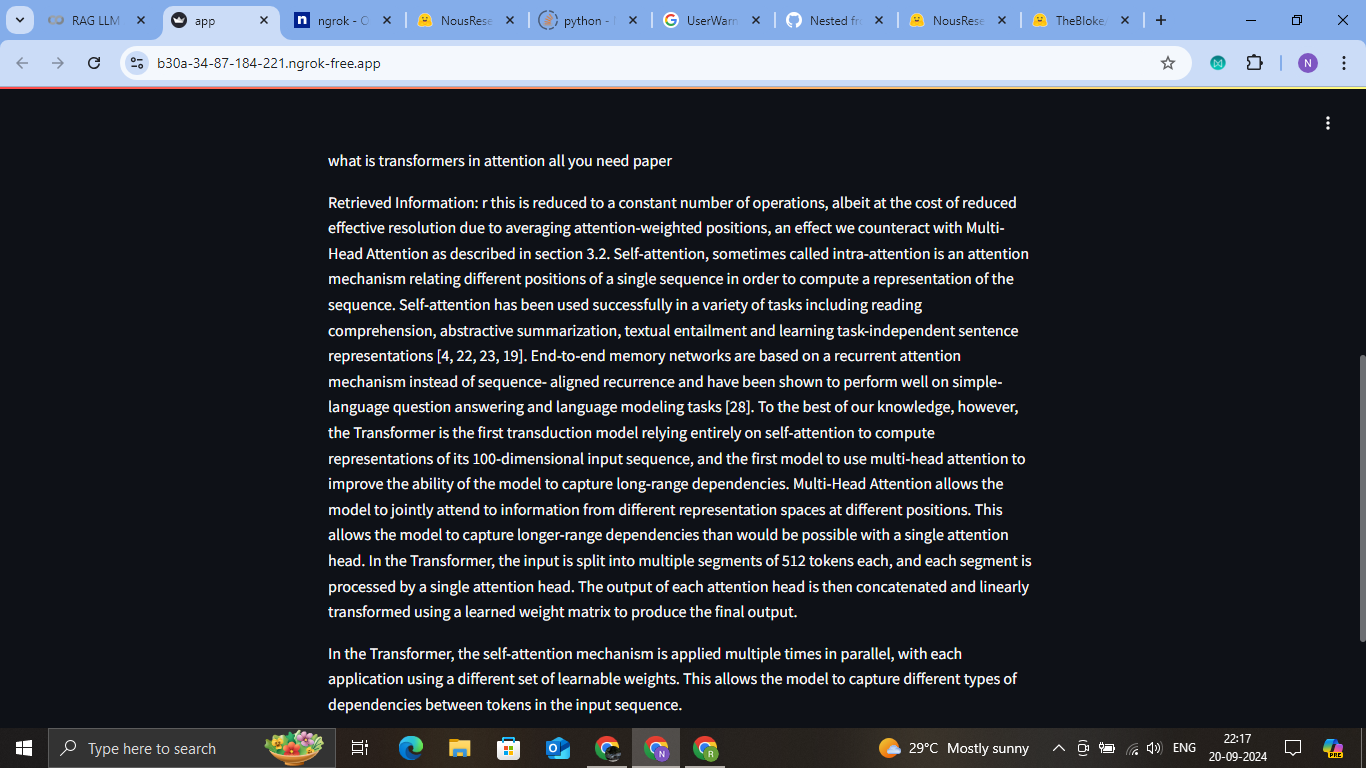 RAG LLM
app
ngrok - O
NousRese
python -
UserWarn
Nested fr
NousRese
TheBloke
b30a-34-87-184-221.ngrok-free.app
N
what is transformers in attention all you need paper
Retrieved Information: r this is reduced to a constant number of operations, albeit at the cost of reduced
effective resolution due to averaging attention-weighted positions, an effect we counteract with Multi-
Head Attention as described in section 3.2. Self-attention, sometimes called intra-attention is an attention
mechanism relating different positions of a single sequence in order to compute a representation of the
sequence. Self-attention has been used successfully in a variety of tasks including reading
comprehension, abstractive summarization, textual entailment and learning task-independent sentence
representations [4, 22, 23, 19]. End-to-end memory networks are based on a recurrent attention
mechanism instead of sequence- aligned recurrence and have been shown to perform well on simple-
language question answering and language modeling tasks [28]. To the best of our knowledge, however,
the Transformer is the first transduction model relying entirely on self-attention to compute
representations of its 100-dimensional input sequence, and the first model to use multi-head attention to
improve the ability of the model to capture long-range dependencies. Multi-Head Attention allows the
model to jointly attend to information from different representation spaces at different positions. This
allows the model to capture longer-range dependencies than would be possible with a single attention
head. In the Transformer, the input is split into multiple segments of 512 tokens each, and each segment is
processed by a single attention head. The output of each attention head is then concatenated and linearly
transformed using a learned weight matrix to produce the final output.
In the Transformer, the self-attention mechanism is applied multiple times in parallel, with each
application using a different set of learnable weights. This allows the model to capture different types of
dependencies between tokens in the input sequence.
Type here to search
29°C Mostly sunny
ENG
22:17
20-09-2024